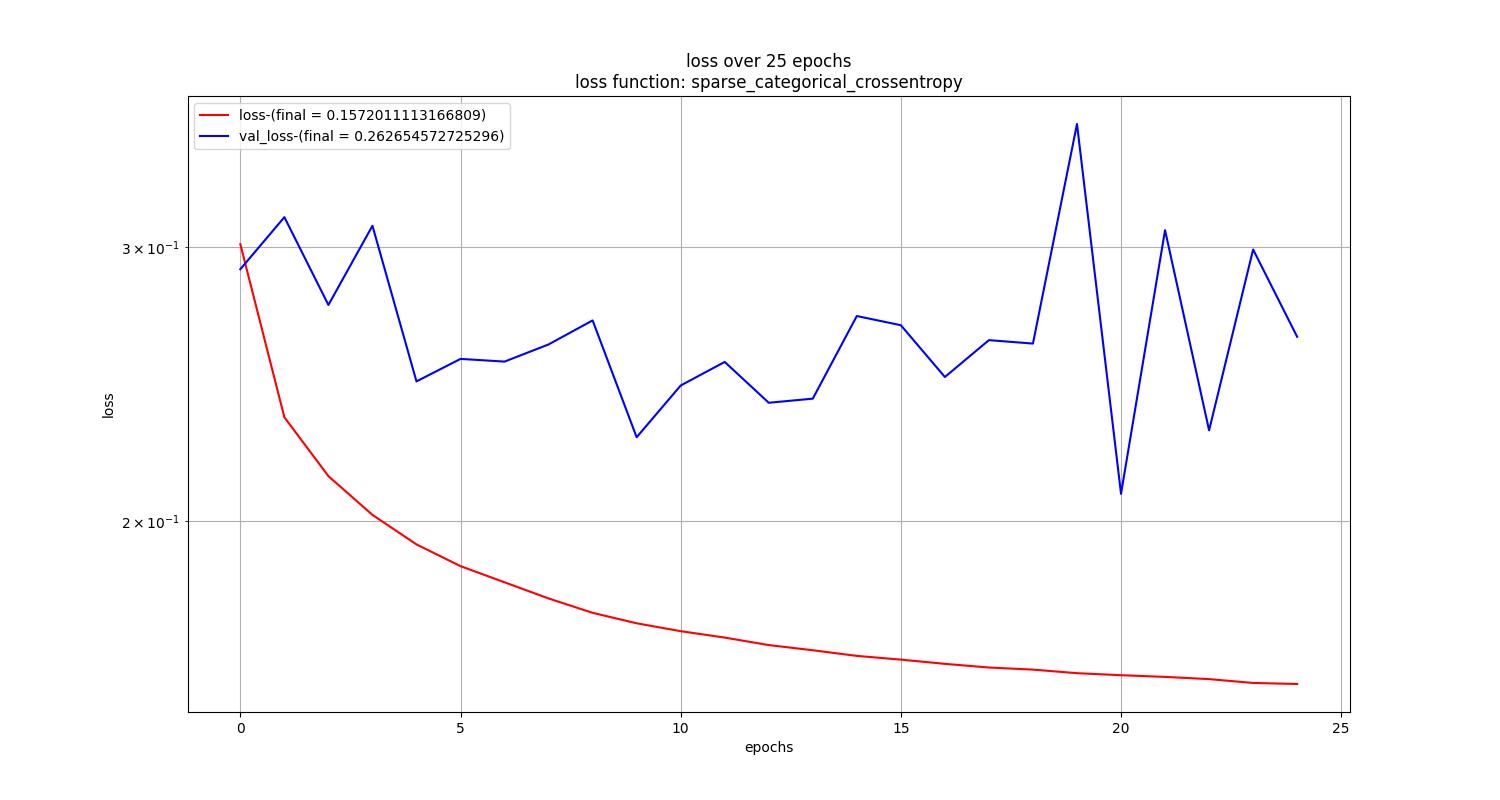 loss over 25 epochs
loss function: sparse_categorical_crossentropy
loss-(final = 0.1572011113166809)
val_loss-(final = 0.262654572725296)
3 × 10⁻¹
2 × 10⁻¹
loss
0 5 10 15 20 25
epochs